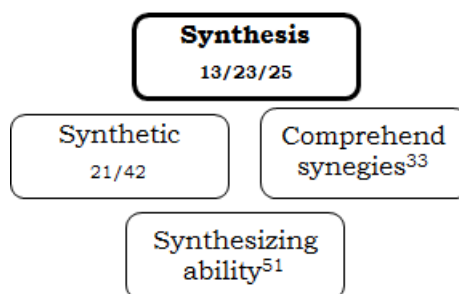 Synthesis
13/23/25
Synthetic
21/42
Comprehend
synegies33
Synthesizing
ability51